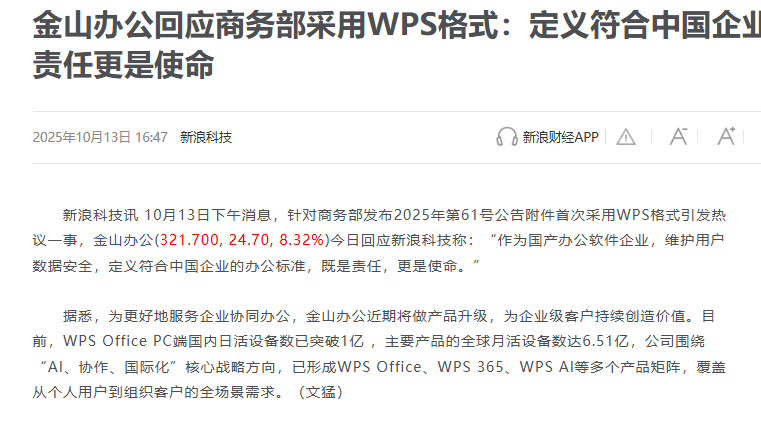 金山办公回应商务部采用WPS格式：定义符合中国企业
责任更是使命
2025年10月13日 16:47 新浪科技 新浪财经APP A- A+
新浪科技讯 10月13日下午消息，针对商务部发布2025年第61号公告附件首次采用WPS格式引发热
议一事，金山办公(321.700, 24.70, 8.32%)今日回应新浪科技称：“作为国产办公软件企业，维护用户
数据安全，定义符合中国企业的办公标准，既是责任，更是使命。”
据悉，为更好地服务企业协同办公，金山办公近期将做产品升级，为企业级客户持续创造价值。目
前，WPS Office PC端国内日活设备数已突破1亿 ，主要产品的全球月活设备数达6.51亿，公司围绕
“AI、协作、国际化”核心战略方向，已形成WPS Office、WPS 365、WPS AI等多个产品矩阵，覆盖
从个人用户到组织客户的全场景需求。（文猛）